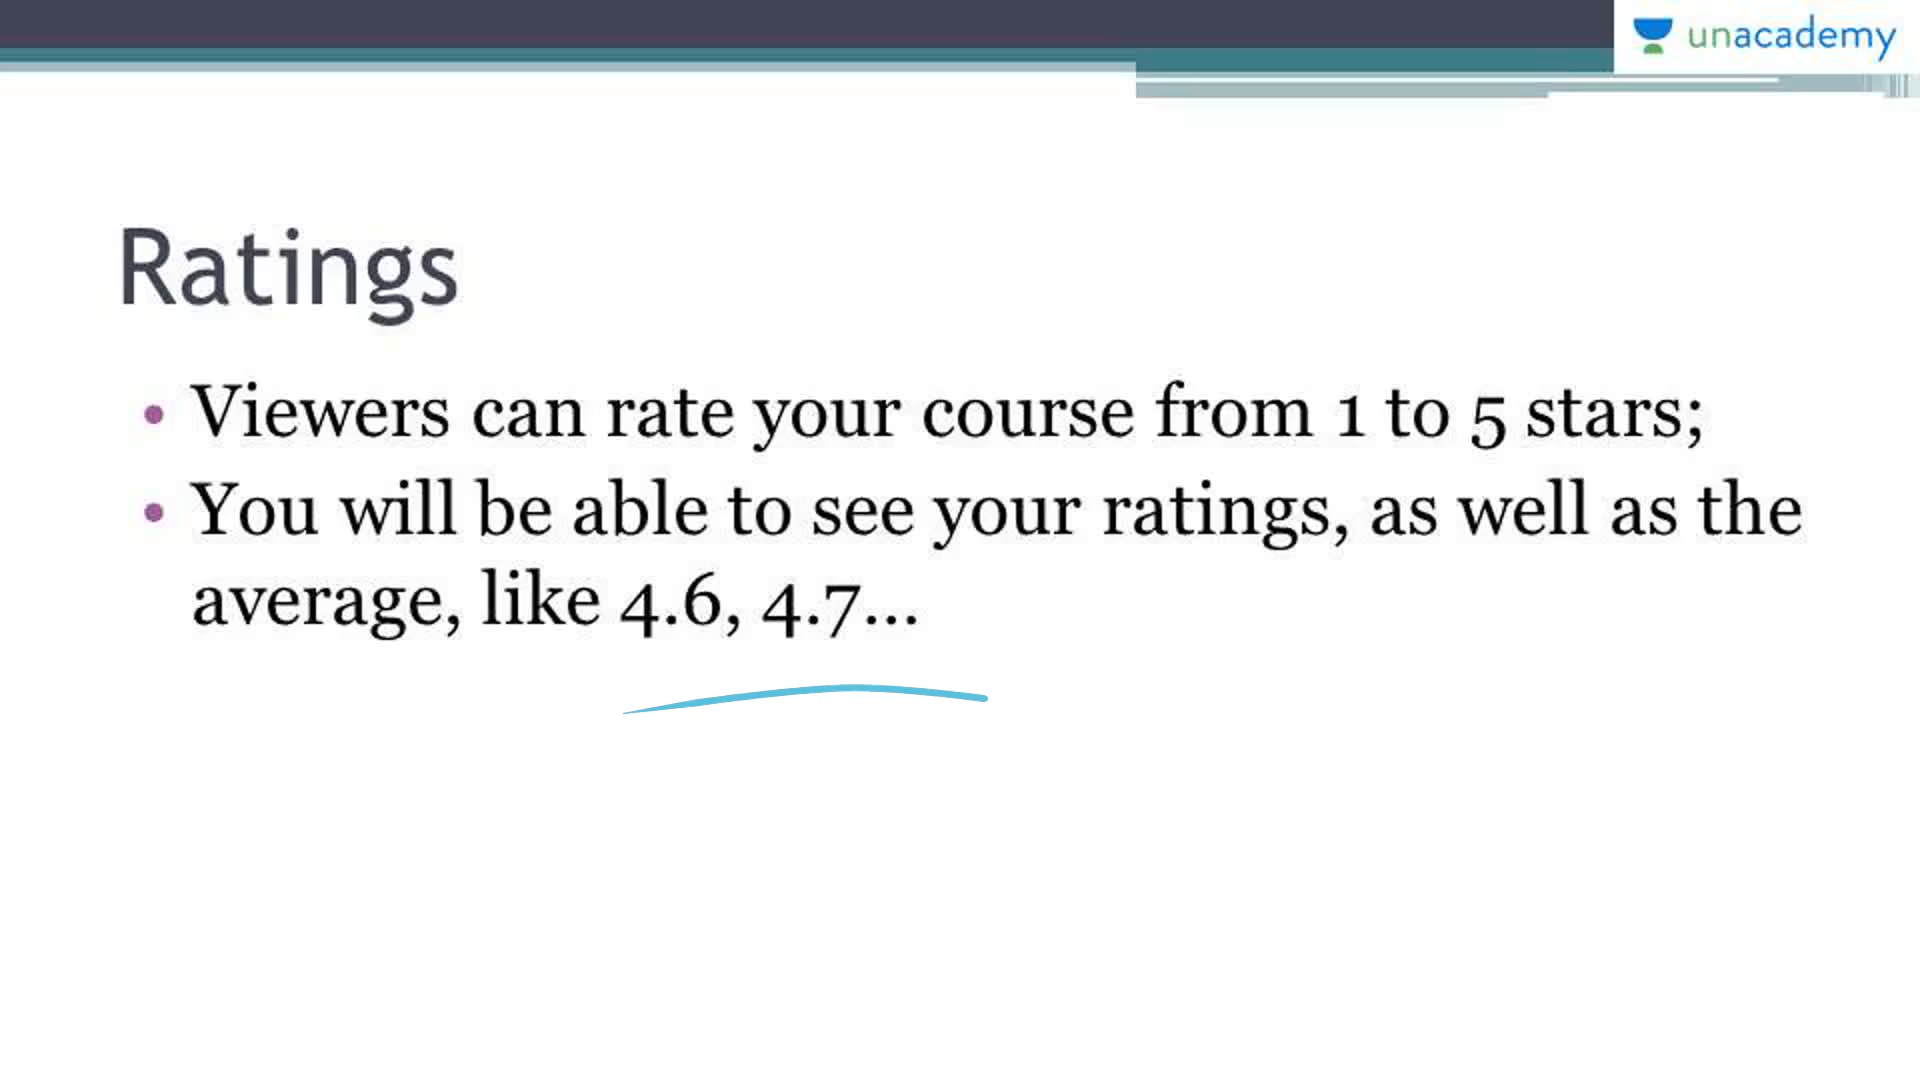 unacademy
Ratings
• Viewers can rate your course from 1 to 5 stars;
• You will be able to see your ratings, as well as the
average, like 4.6, 4.7...